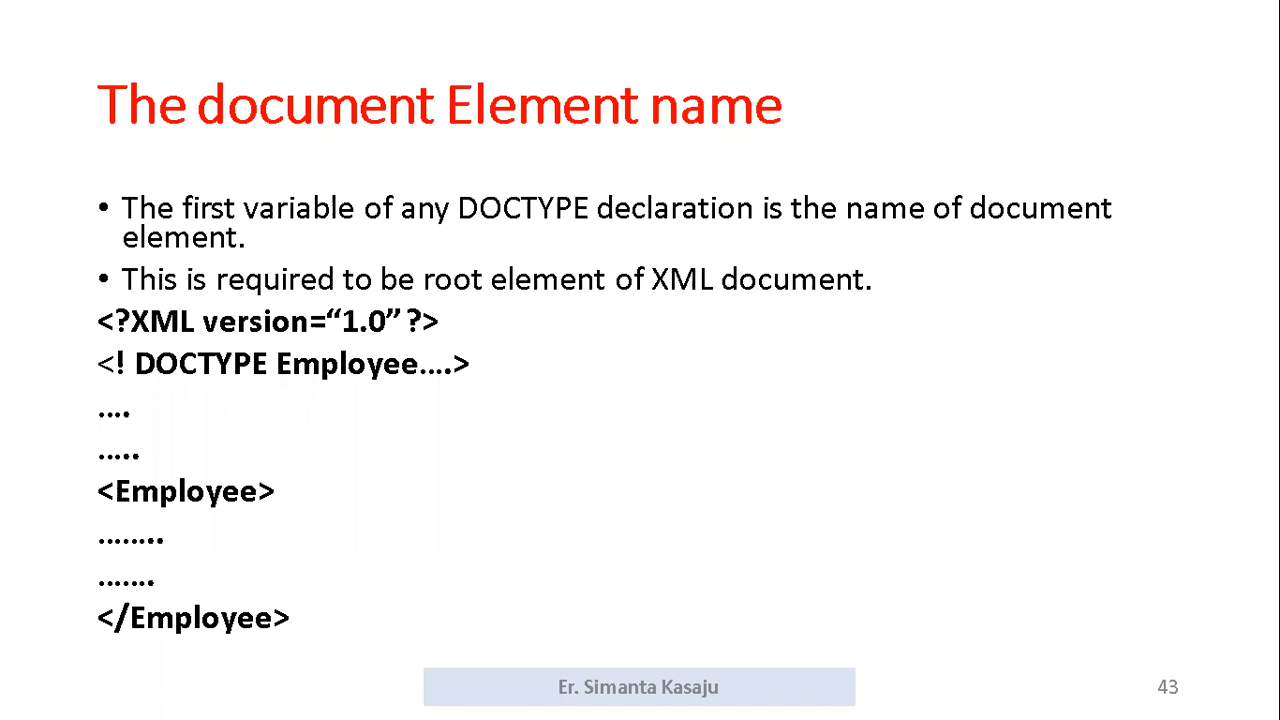 The document Element name
• The first variable of any DOCTYPE declaration is the name of document
element.
• This is required to be root element of XML document.
<?XML version=“1.0” ?>
<! DOCTYPE Employee....>
....
.....
<Employee>
........
.......
</Employee>
Er. Simanta Kasaju
43